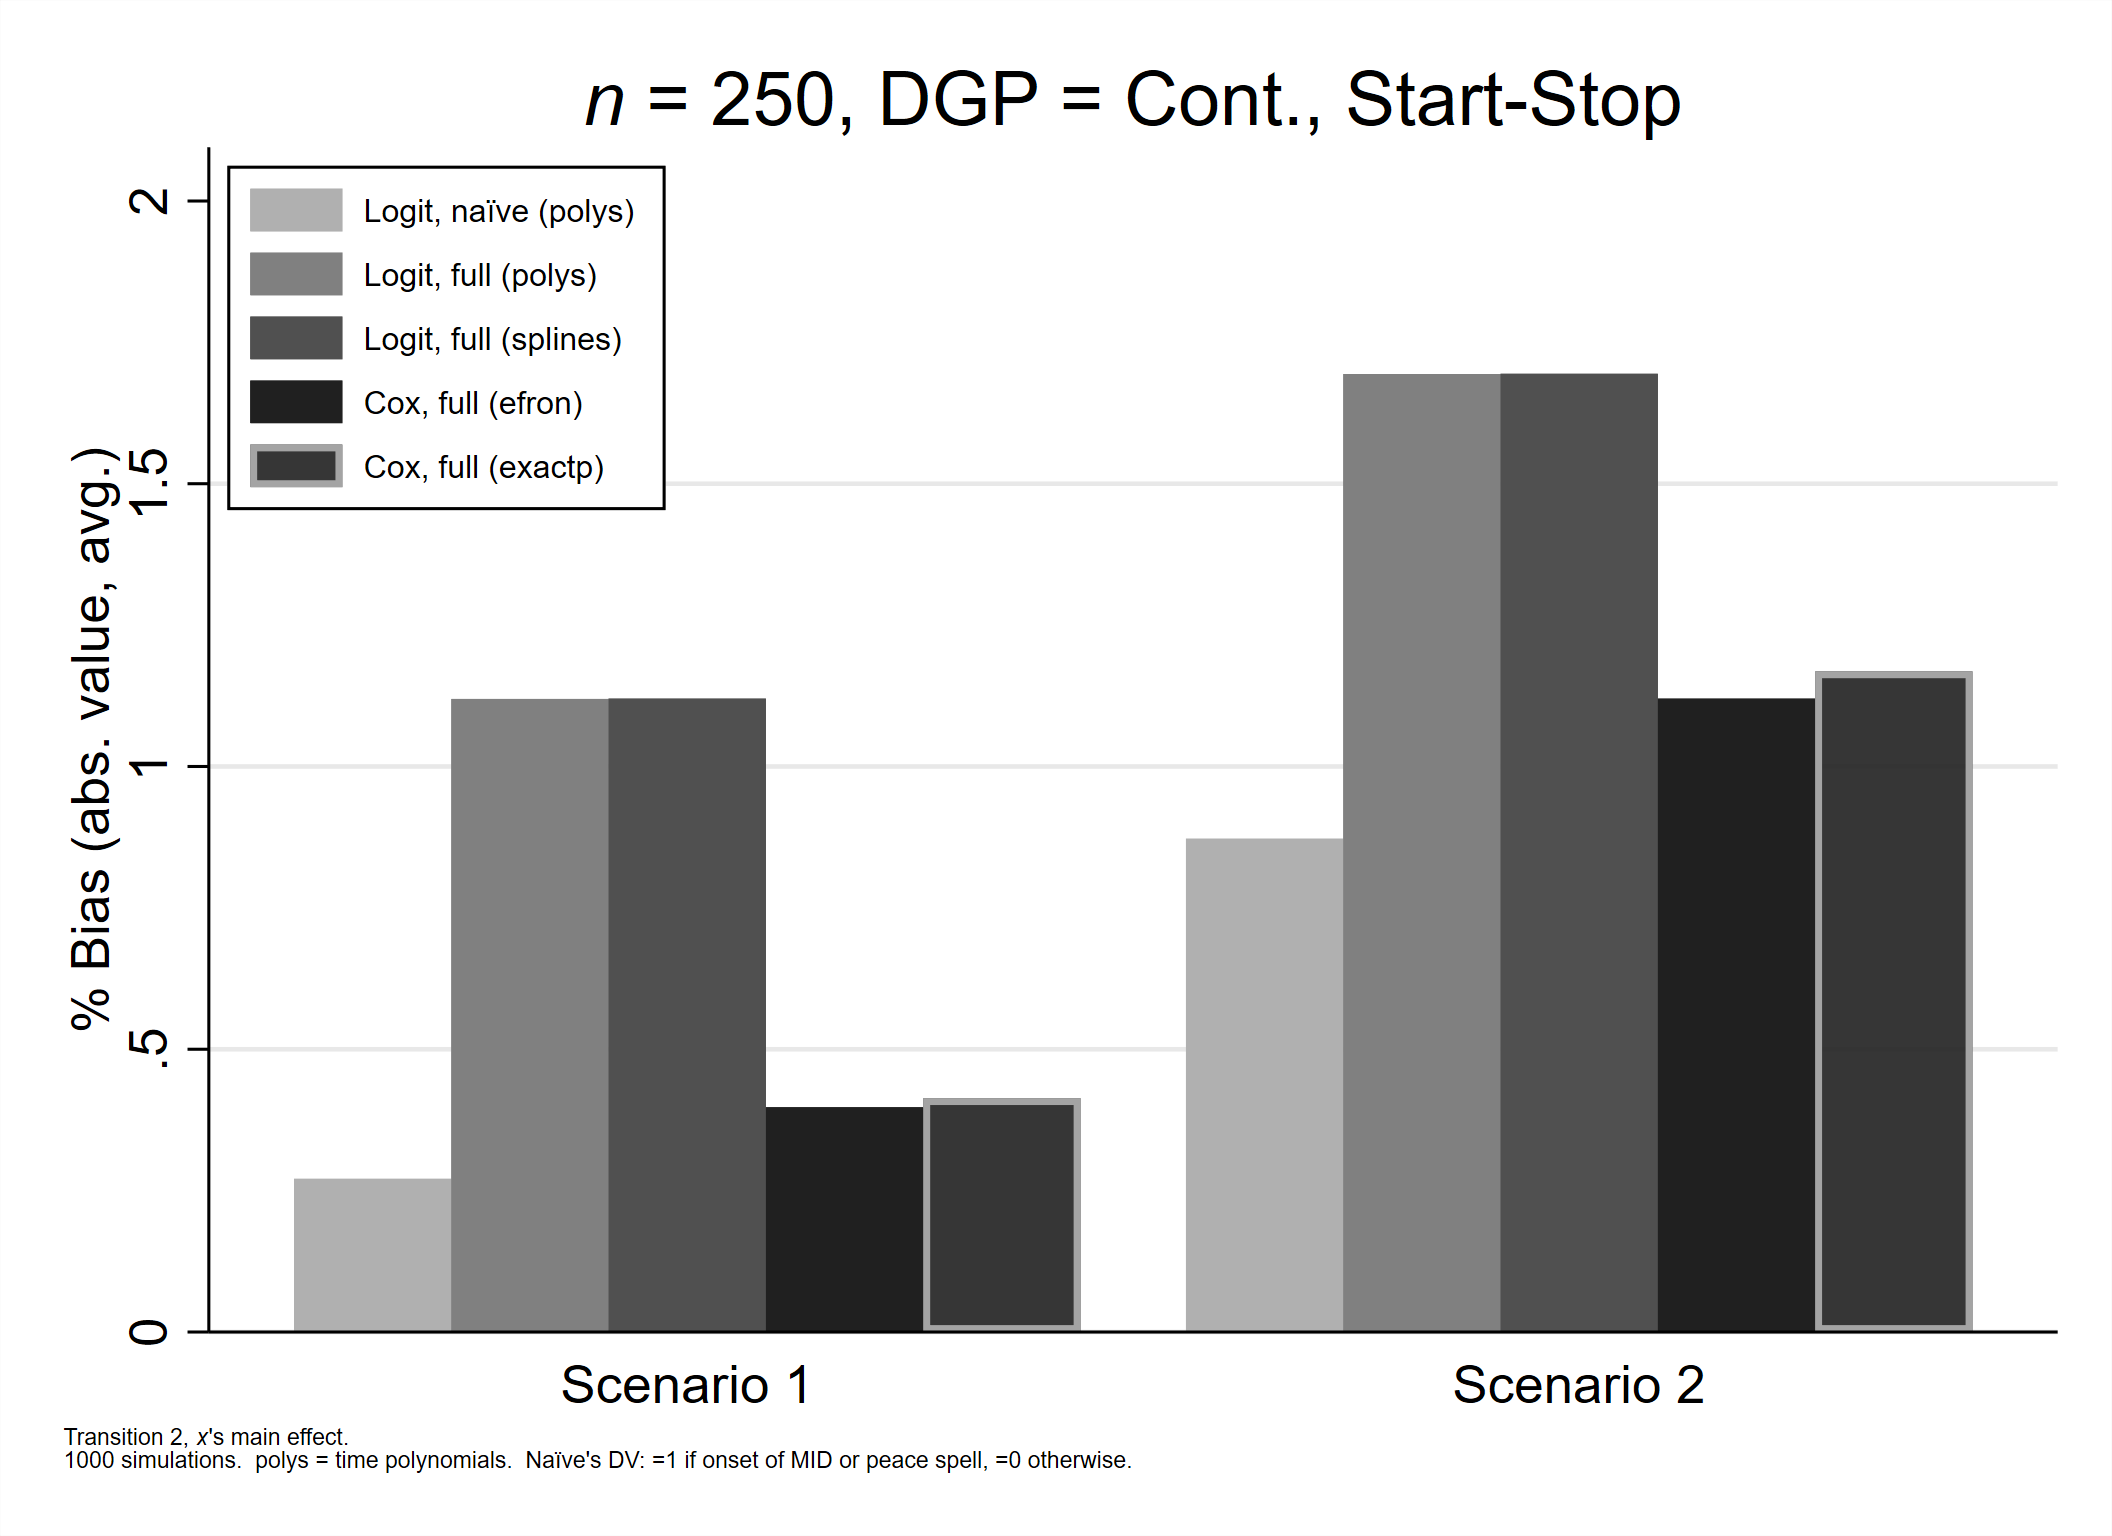 n = 250, DGP = Cont., Start-Stop
Logit, naïve (polys)
Logit, full (polys)
Logit, full (splines)
Cox, full (efron)
Cox, full (exactp)
% Bias (abs. value, avg.)
2
1.5
1
.5
0
Scenario 1
Scenario 2
Transition 2, x's main effect.
1000 simulations.  polys = time polynomials.  Naïve's DV: =1 if onset of MID or peace spell, =0 otherwise.